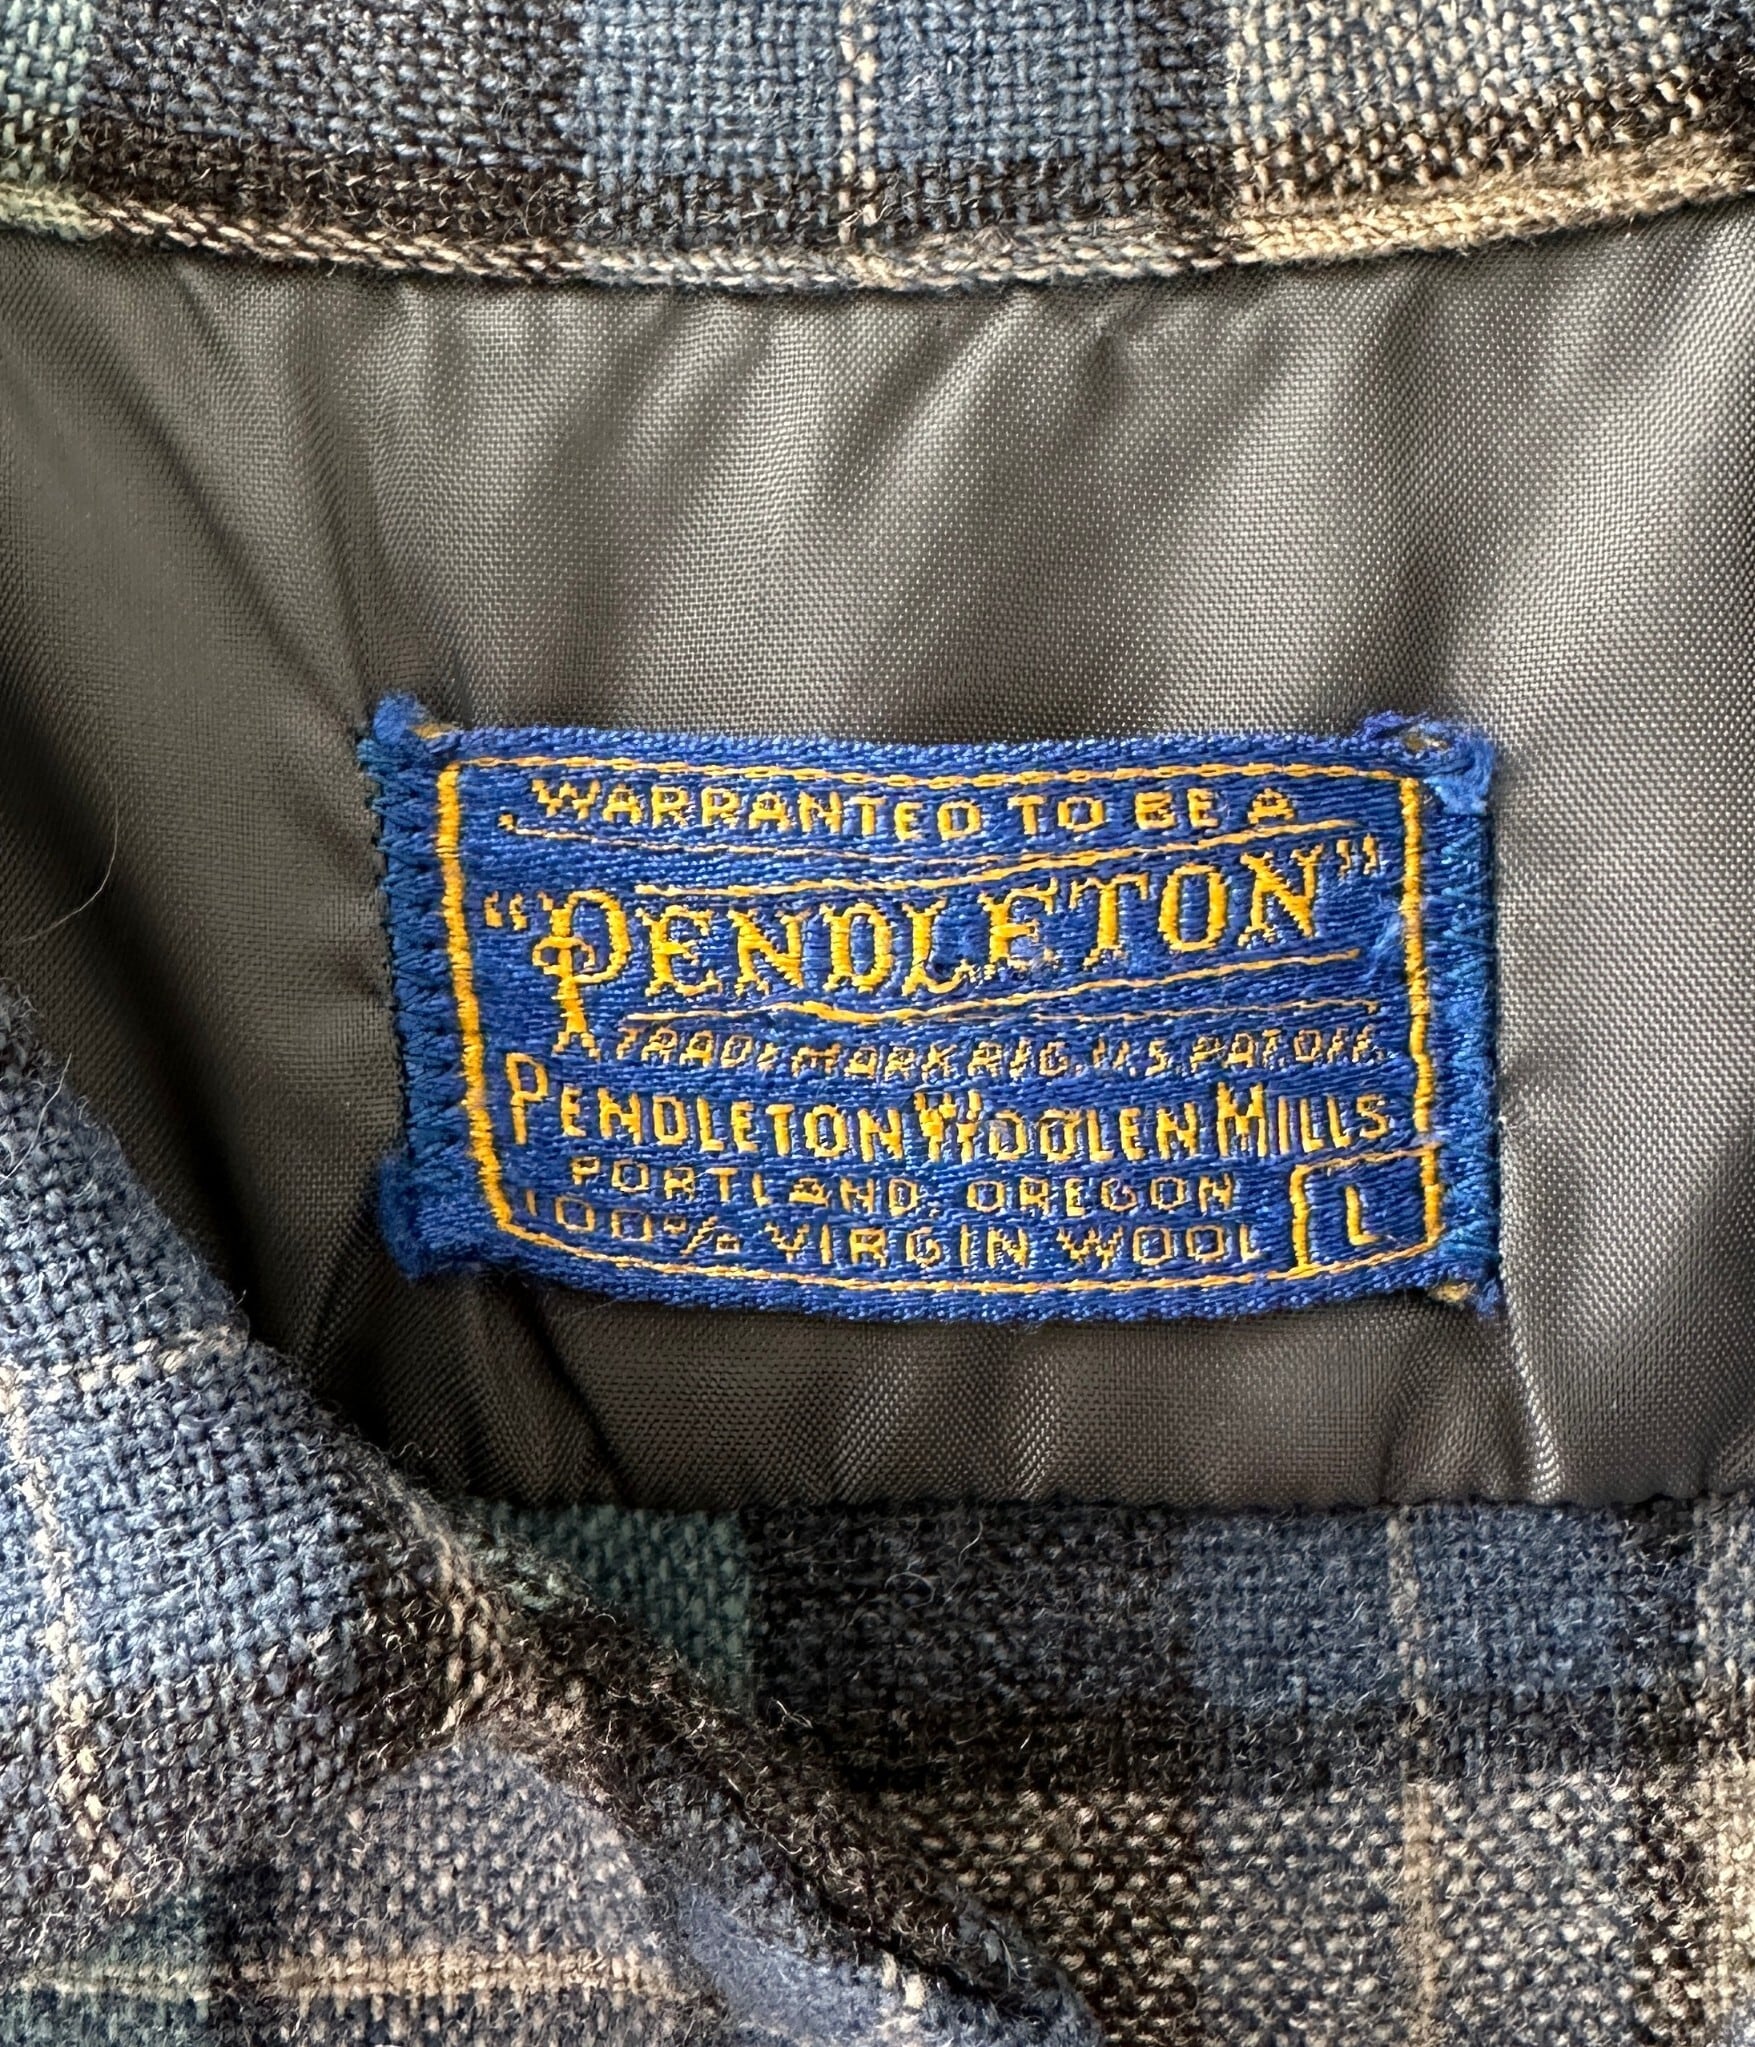 WARRANTED TO BE A
"PENDLETON"
TRADE MARK REG. U.S. PAT. OFF.
PENDLETON WOOLEN MILLS
PORTLAND, OREGON
100% VIRGIN WOOL
L